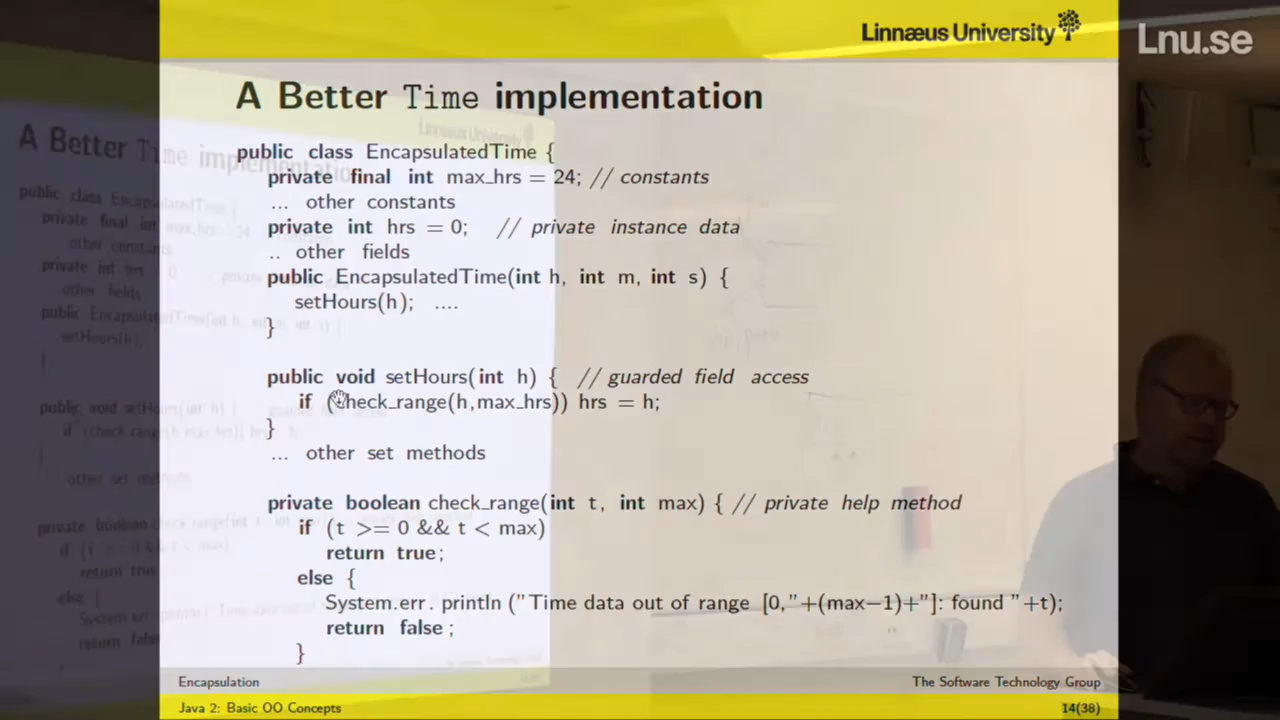 Linnæus University
Lnu.se
A Better Time implementation
public class EncapsulatedTime {
private final int max_hrs = 24; // constants
... other constants
private int hrs = 0; // private instance data
.. other fields
public EncapsulatedTime(int h, int m, int s) {
setHours(h); ....
}
public void setHours(int h) { // guarded field access
if (check_range(h,max_hrs)) hrs = h;
}
... other set methods
private boolean check_range(int t, int max) { // private help method
if (t >= 0 && t < max)
return true;
else {
System.err. println ("Time data out of range [0,"+(max−1)+"]: found "+t);
return false ;
}
Encapsulation
The Software Technology Group
Java 2: Basic OO Concepts
14(38)